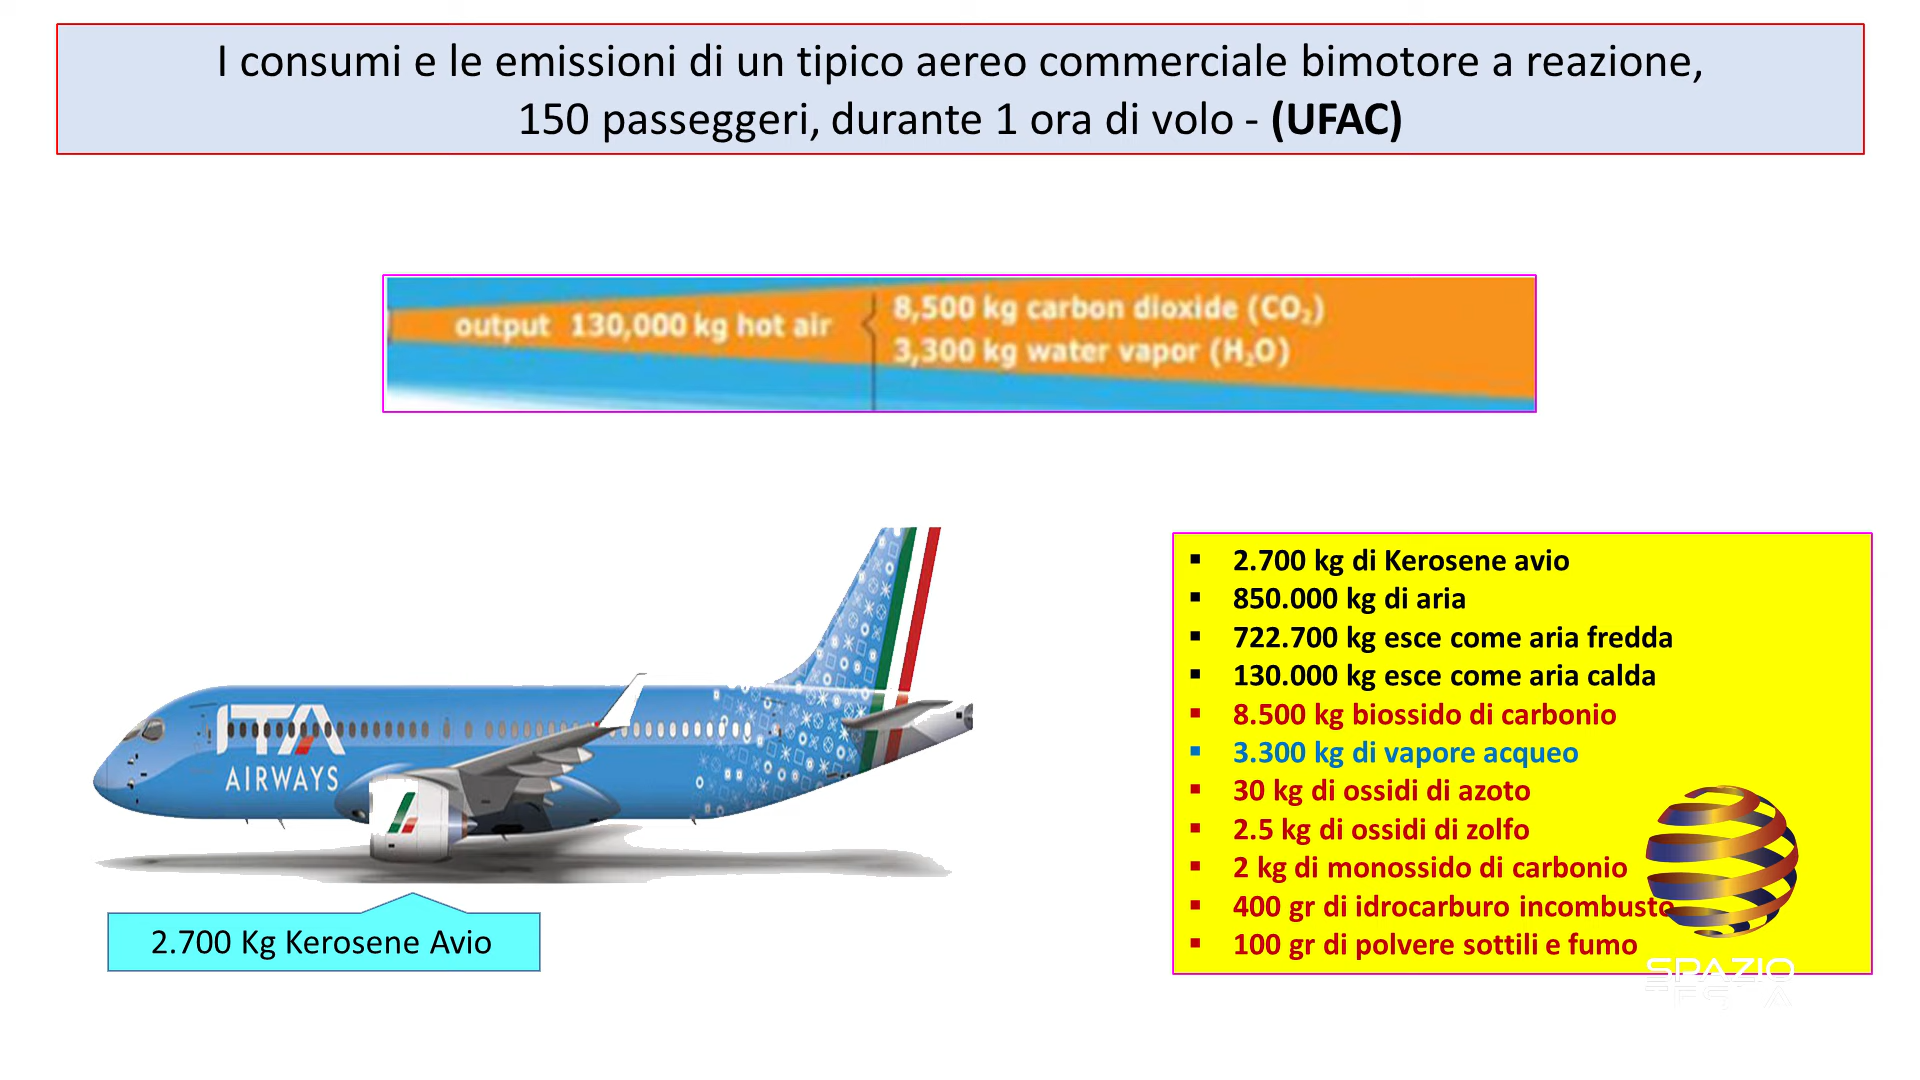 I consumi e le emissioni di un tipico aereo commerciale bimotore a reazione,
150 passeggeri, durante 1 ora di volo - (UFAC)
output 130,000 kg hot air
8,500 kg carbon dioxide (CO₂)
3,300 kg water vapor (H₂O)
ITA
AIRWAYS
2.700 Kg Kerosene Avio
▪ 2.700 kg di Kerosene avio
▪ 850.000 kg di aria
▪ 722.700 kg esce come aria fredda
▪ 130.000 kg esce come aria calda
▪ 8.500 kg biossido di carbonio
▪ 3.300 kg di vapore acqueo
▪ 30 kg di ossidi di azoto
▪ 2.5 kg di ossidi di zolfo
▪ 2 kg di monossido di carbonio
▪ 400 gr di idrocarburo incombusto
▪ 100 gr di polvere sottili e fumo
SPAZIO